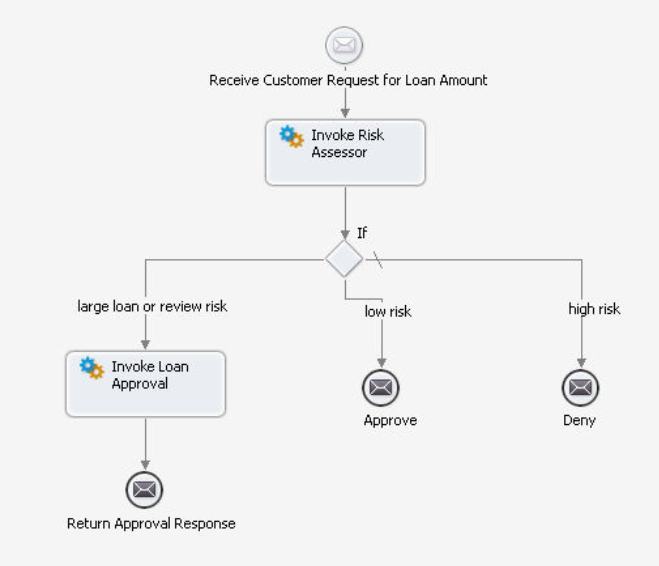 Receive Customer Request for Loan Amount
Invoke Risk
Assessor
If
large loan or review risk
low risk
high risk
Invoke Loan
Approval
Approve
Deny
Return Approval Response